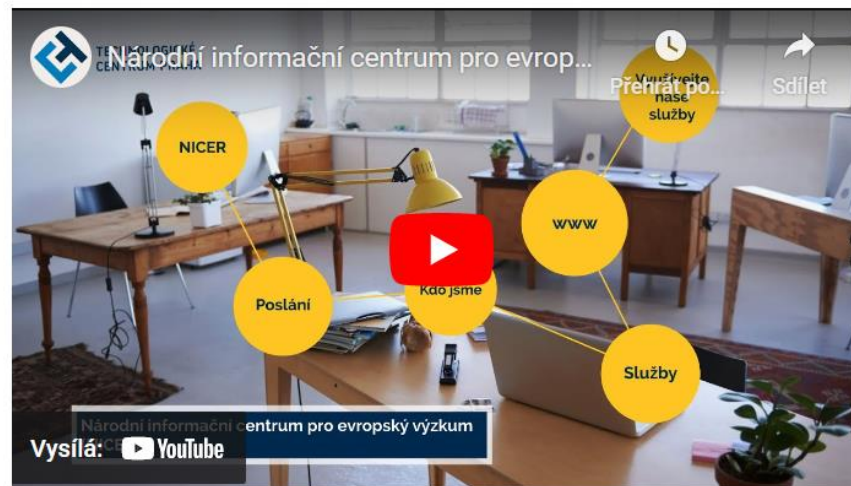 TECHNOLOGICKÉ
CENTRUM PRAHA
Národní informační centrum pro evrop...
Přehrát po...
Sdílet
Využívejte
naše
služby
NICER
WWW
Poslání
Kdo jsme
Služby
Národní informační centrum pro evropský výzkum
Vysílá: YouTube